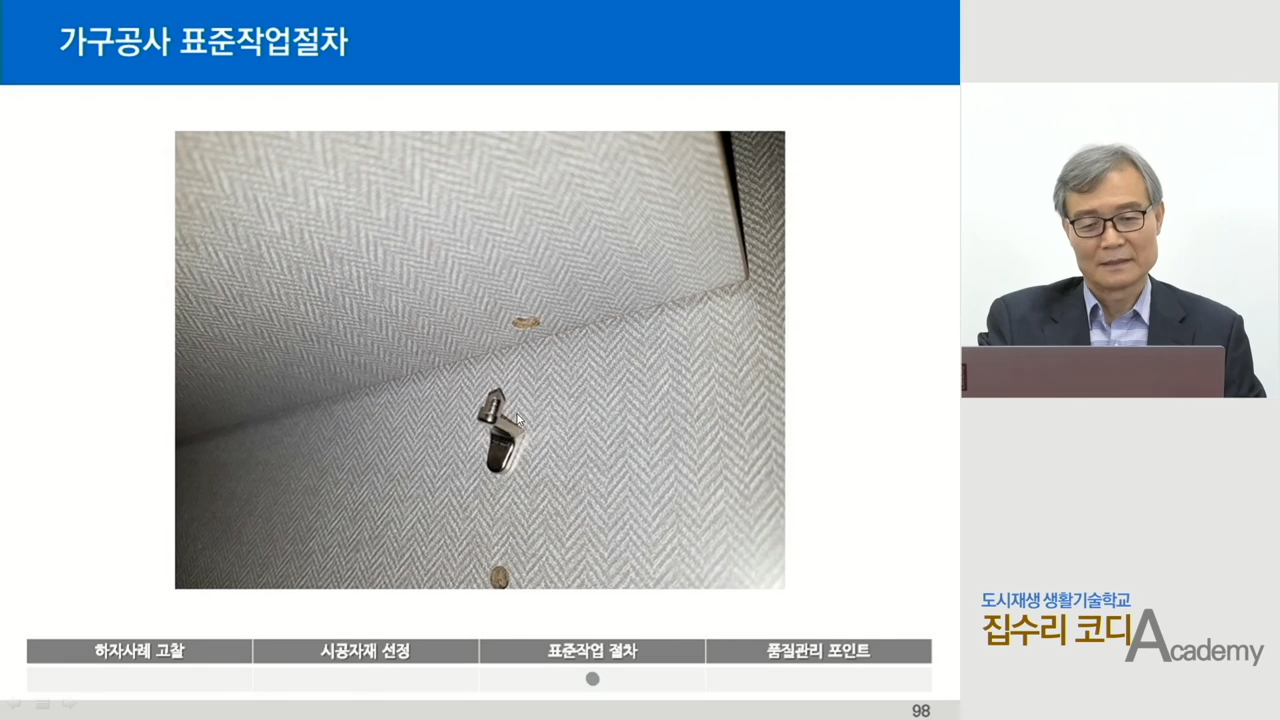 가구공사 표준작업절차
하자사례 고찰
시공자재 선정
표준작업 절차
품질관리 포인트
98
도시재생 생활기술학교
집수리 코디Academy